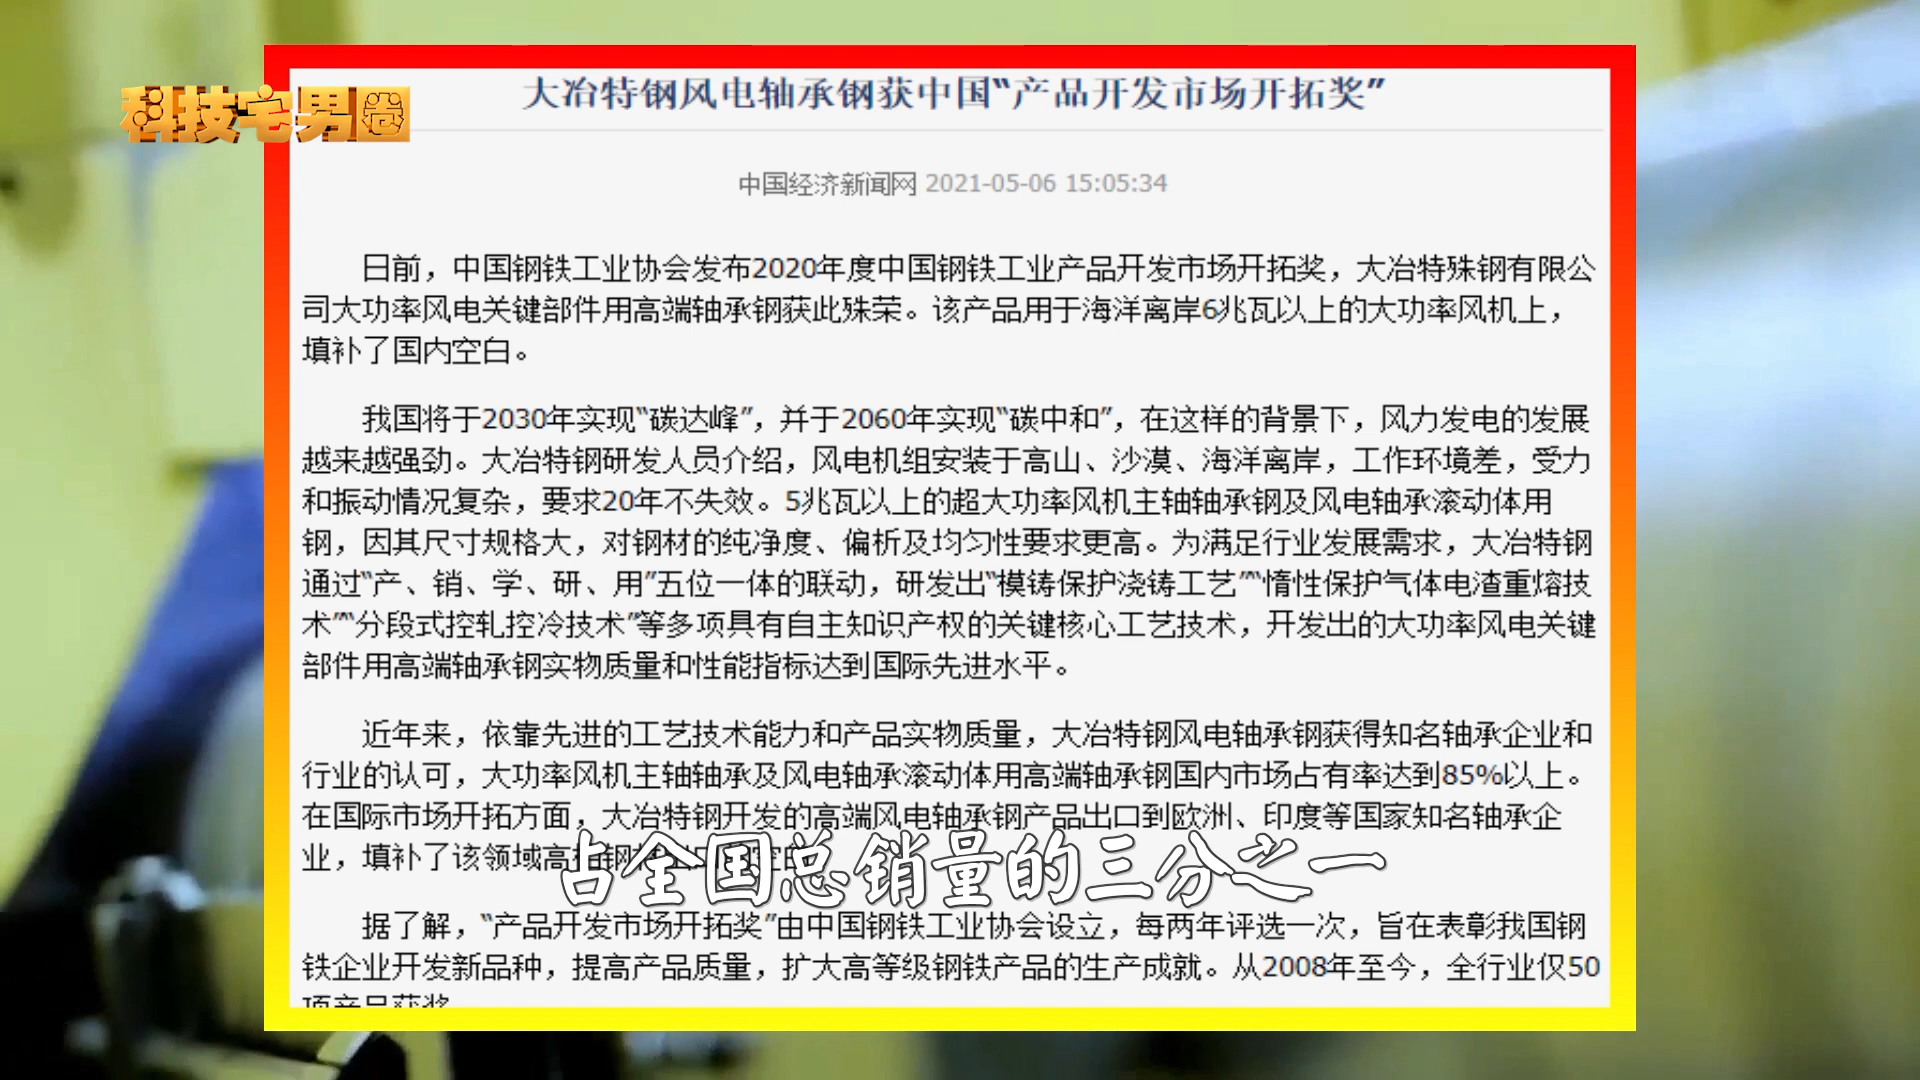 大冶特钢风电轴承钢获中国“产品开发市场开拓奖”
科技宅男圈
中国经济新闻网 2021-05-06 15:05:34
日前，中国钢铁工业协会发布2020年度中国钢铁工业产品开发市场开拓奖，大冶特殊钢有限公
司大功率风电关键部件用高端轴承钢获此殊荣。该产品用于海洋离岸6兆瓦以上的大功率风机上，
填补了国内空白。
我国将于2030年实现“碳达峰”，并于2060年实现“碳中和”，在这样的背景下，风力发电的发展
越来越强劲。大冶特钢研发人员介绍，风电机组安装于高山、沙漠、海洋离岸，工作环境差，受力
和振动情况复杂，要求20年不失效。5兆瓦以上的超大功率风机主轴轴承钢及风电轴承滚动体用
钢，因其尺寸规格大，对钢材的纯净度、偏析及均匀性要求更高。为满足行业发展需求，大冶特钢
通过“产、销、学、研、用”五位一体的联动，研发出“模铸保护浇铸工艺”“惰性保护气体电渣重熔技
术”“分段式控轧控冷技术”等多项具有自主知识产权的关键核心工艺技术，开发出的大功率风电关键
部件用高端轴承钢实物质量和性能指标达到国际先进水平。
近年来，依靠先进的工艺技术能力和产品实物质量，大冶特钢风电轴承钢获得知名轴承企业和
行业的认可，大功率风机主轴轴承及风电轴承滚动体用高端轴承钢国内市场占有率达到85%以上。
在国际市场开拓方面，大冶特钢开发的高端风电轴承钢产品出口到欧洲、印度等国家知名轴承企
业，填补了该领域高
占全国总销量的三分之一
据了解，“产品开发市场开拓奖”由中国钢铁工业协会设立，每两年评选一次，旨在表彰我国钢
铁企业开发新品种，提高产品质量，扩大高等级钢铁产品的生产成就。从2008年至今，全行业仅50
项产品获奖